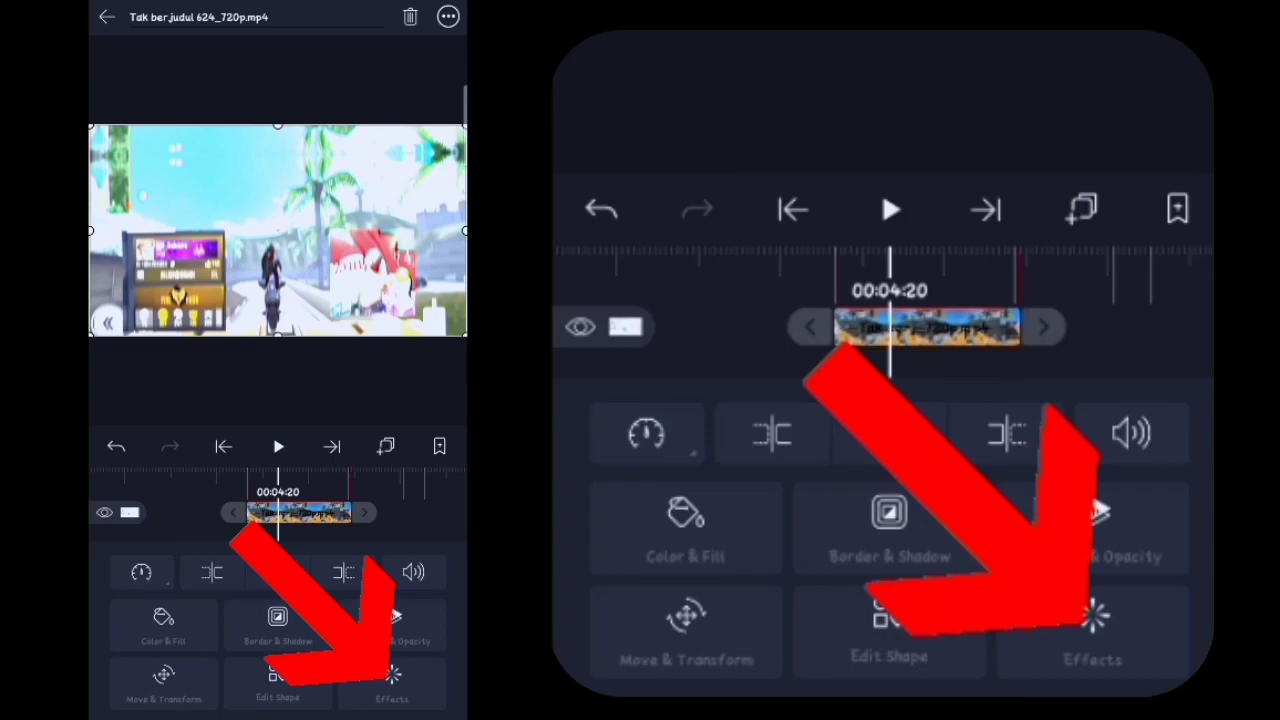 Tak berjudul 624_720p.mp4
00:04:20
Color & Fill
Border & Shadow
& Opacity
Move & Transform
Edit Shape
Effects
00:04:20
Color & Fill
Border & Shadow
& Opacity
Move & Transform
Edit Shape
Effects